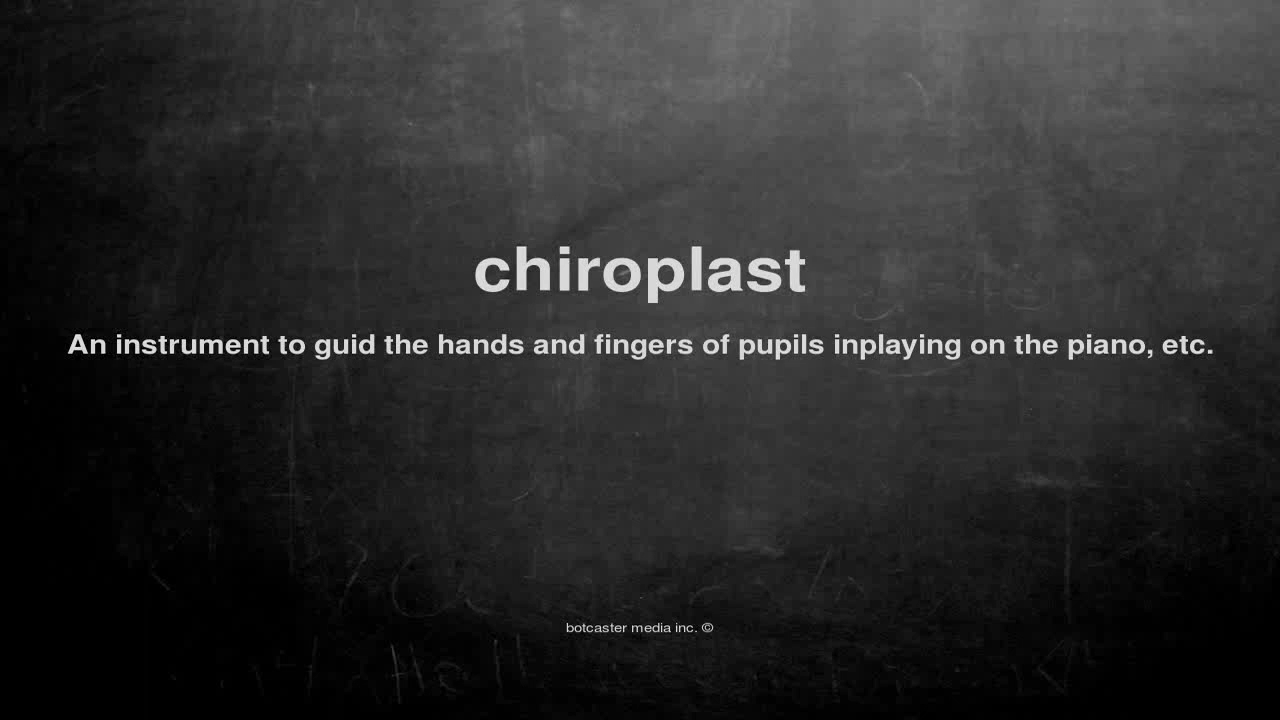 chiroplast
An instrument to guid the hands and fingers of pupils inplaying on the piano, etc.
botcaster media inc. ©